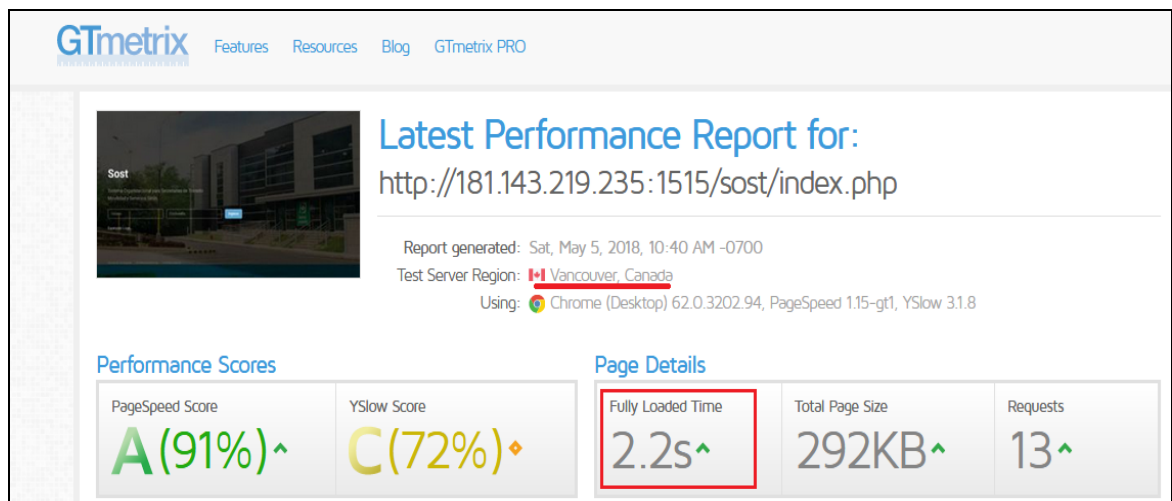 GTmetrix Features Resources Blog GTmetrix PRO
Latest Performance Report for:
http://181.143.219.235:1515/sost/index.php
Sost
Report generated: Sat, May 5, 2018, 10:40 AM -0700
Test Server Region: Vancouver, Canada
Using: Chrome (Desktop) 62.0.3202.94, PageSpeed 1.15-gt1, YSlow 3.1.8
Performance Scores
PageSpeed Score
A(91%)
YSlow Score
C(72%)
Page Details
Fully Loaded Time
2.2s
Total Page Size
292KB
Requests
13